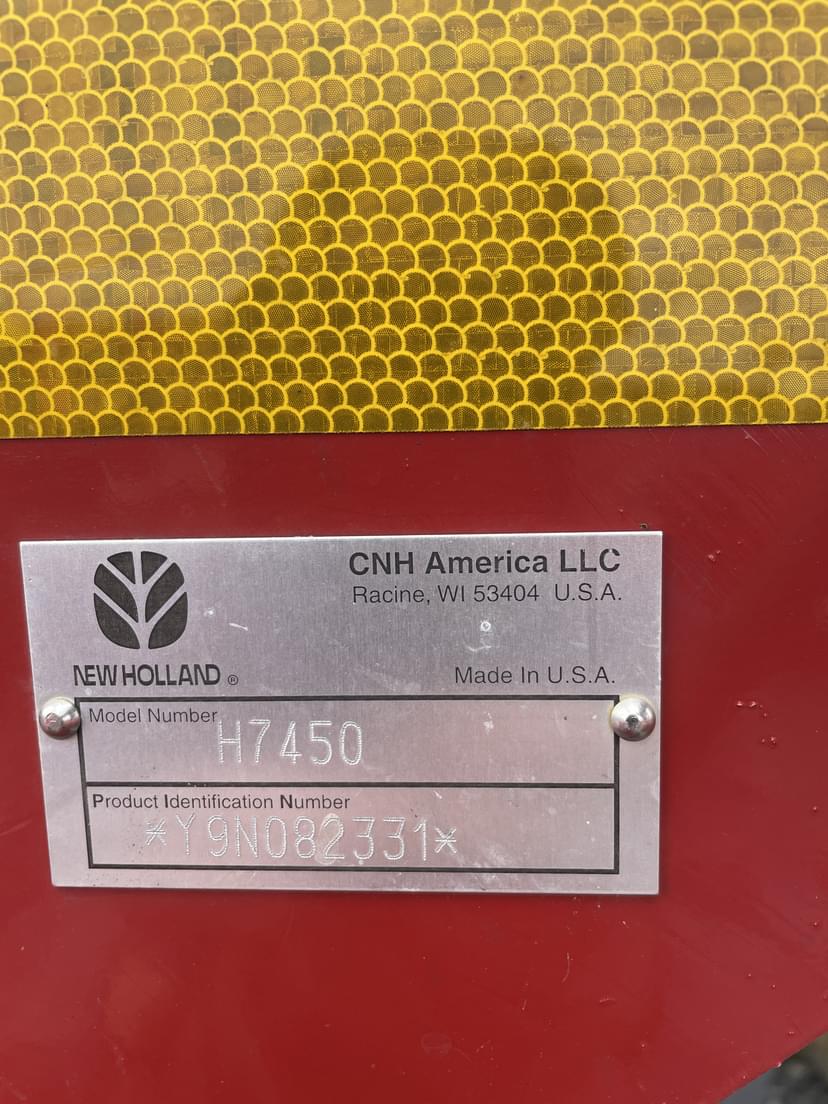 CNH America LLC
Racine, WI 53404 U.S.A.
NEW HOLLAND ®
Made In U.S.A.
Model Number H7450
Product Identification Number
*Y9N082331*